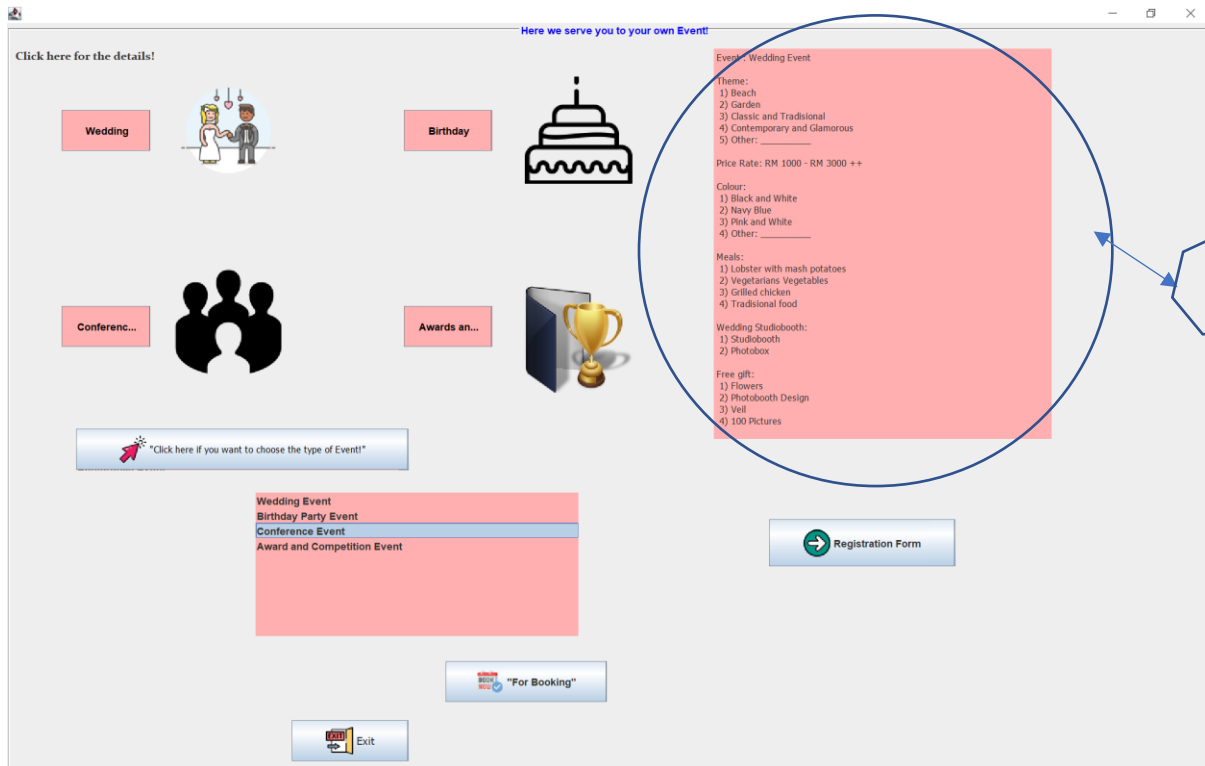 Here we serve you to your own Event!
Click here for the details!
Wedding
Birthday
Conferenc...
Awards an...
"Click here if you want to choose the type of Event!"
Wedding Event
Birthday Party Event
Conference Event
Award and Competition Event
"For Booking"
EXIT
Exit
Event : Wedding Event
Theme:
1) Beach
2) Garden
3) Classic and Tradisional
4) Contemporary and Glamorous
5) Other: __________
Price Rate: RM 1000 - RM 3000 ++
Colour:
1) Black and White
2) Navy Blue
3) Pink and White
4) Other: __________
Meals:
1) Lobster with mash potatoes
2) Vegetarians Vegetables
3) Grilled chicken
4) Tradisional food
Wedding Studiobooth:
1) Studiobooth
2) Photobox
Free gift:
1) Flowers
2) Photobooth Design
3) Veil
4) 100 Pictures
Registration Form
BOOK
NOW